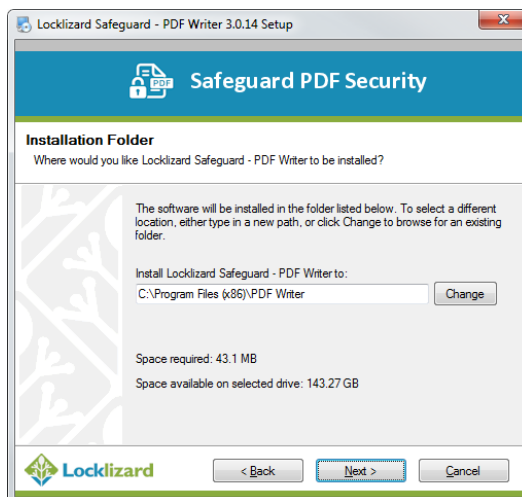 Locklizard Safeguard - PDF Writer 3.0.14 Setup
PDF
Safeguard PDF Security
Installation Folder
Where would you like Locklizard Safeguard - PDF Writer to be installed?
The software will be installed in the folder listed below. To select a different
location, either type in a new path, or click Change to browse for an existing
folder.
Install Locklizard Safeguard - PDF Writer to:
C:\Program Files (x86)\PDF Writer
Change
Space required: 43.1 MB
Space available on selected drive: 143.27 GB
Locklizard
< Back
Next >
Cancel